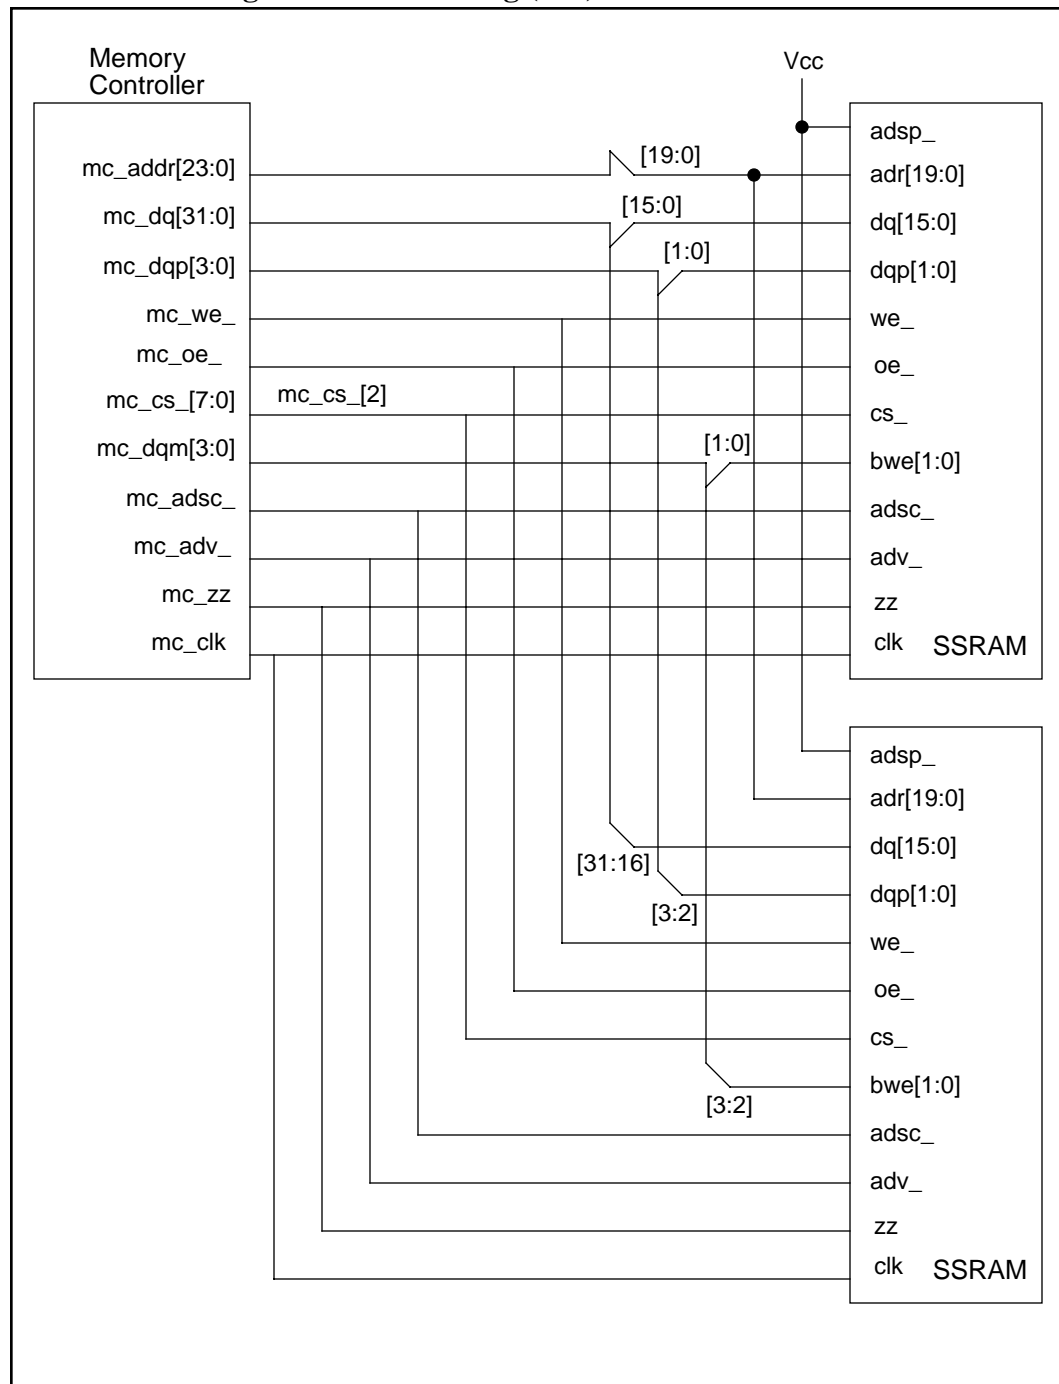 Memory
Controller
Vcc
mc_addr[23:0]
mc_dq[31:0]
mc_dqp[3:0]
mc_we_
mc_oe_
mc_cs_[7:0]
mc_dqm[3:0]
mc_adsc_
mc_adv_
mc_zz
mc_clk
[19:0]
[15:0]
[1:0]
mc_cs_[2]
[1:0]
adsp_
adr[19:0]
dq[15:0]
dqp[1:0]
we_
oe_
cs_
bwe[1:0]
adsc_
adv_
zz
clk SSRAM
[31:16]
[3:2]
[3:2]
adsp_
adr[19:0]
dq[15:0]
dqp[1:0]
we_
oe_
cs_
bwe[1:0]
adsc_
adv_
zz
clk SSRAM